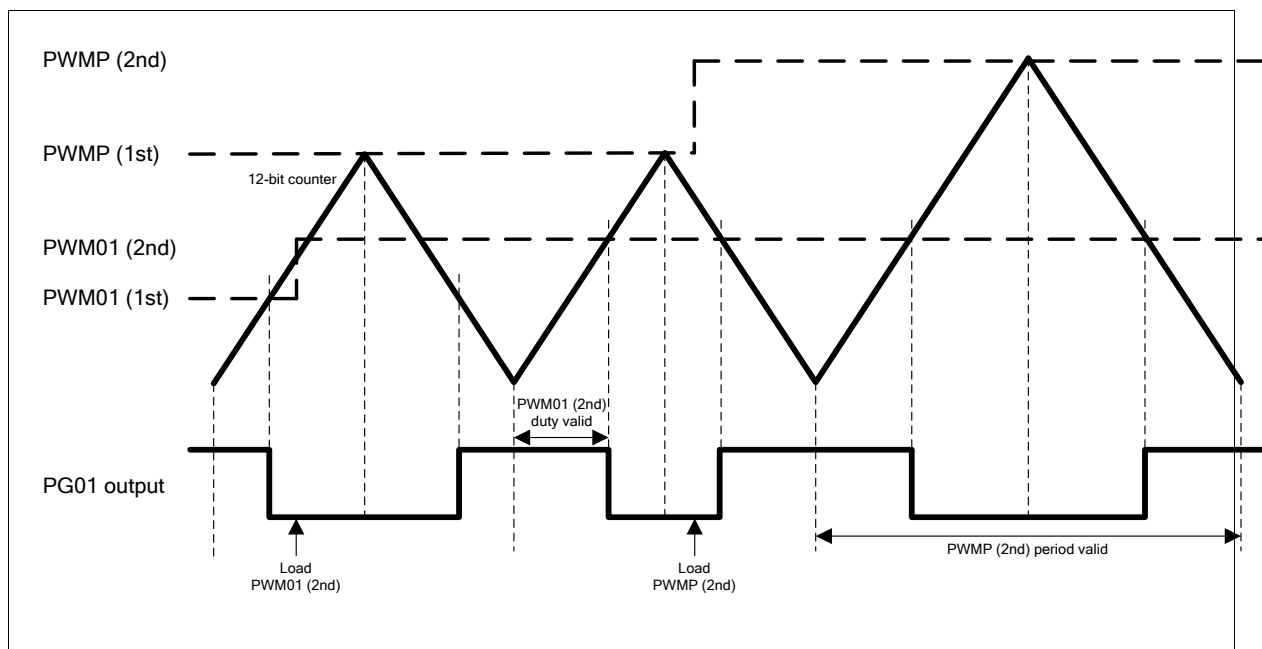 PWMP (2nd)
PWMP (1st)
12-bit counter
PWM01 (2nd)
PWM01 (1st)
PWM01 (2nd)
duty valid
PG01 output
Load
PWM01 (2nd)
Load
PWMP (2nd)
PWMP (2nd) period valid